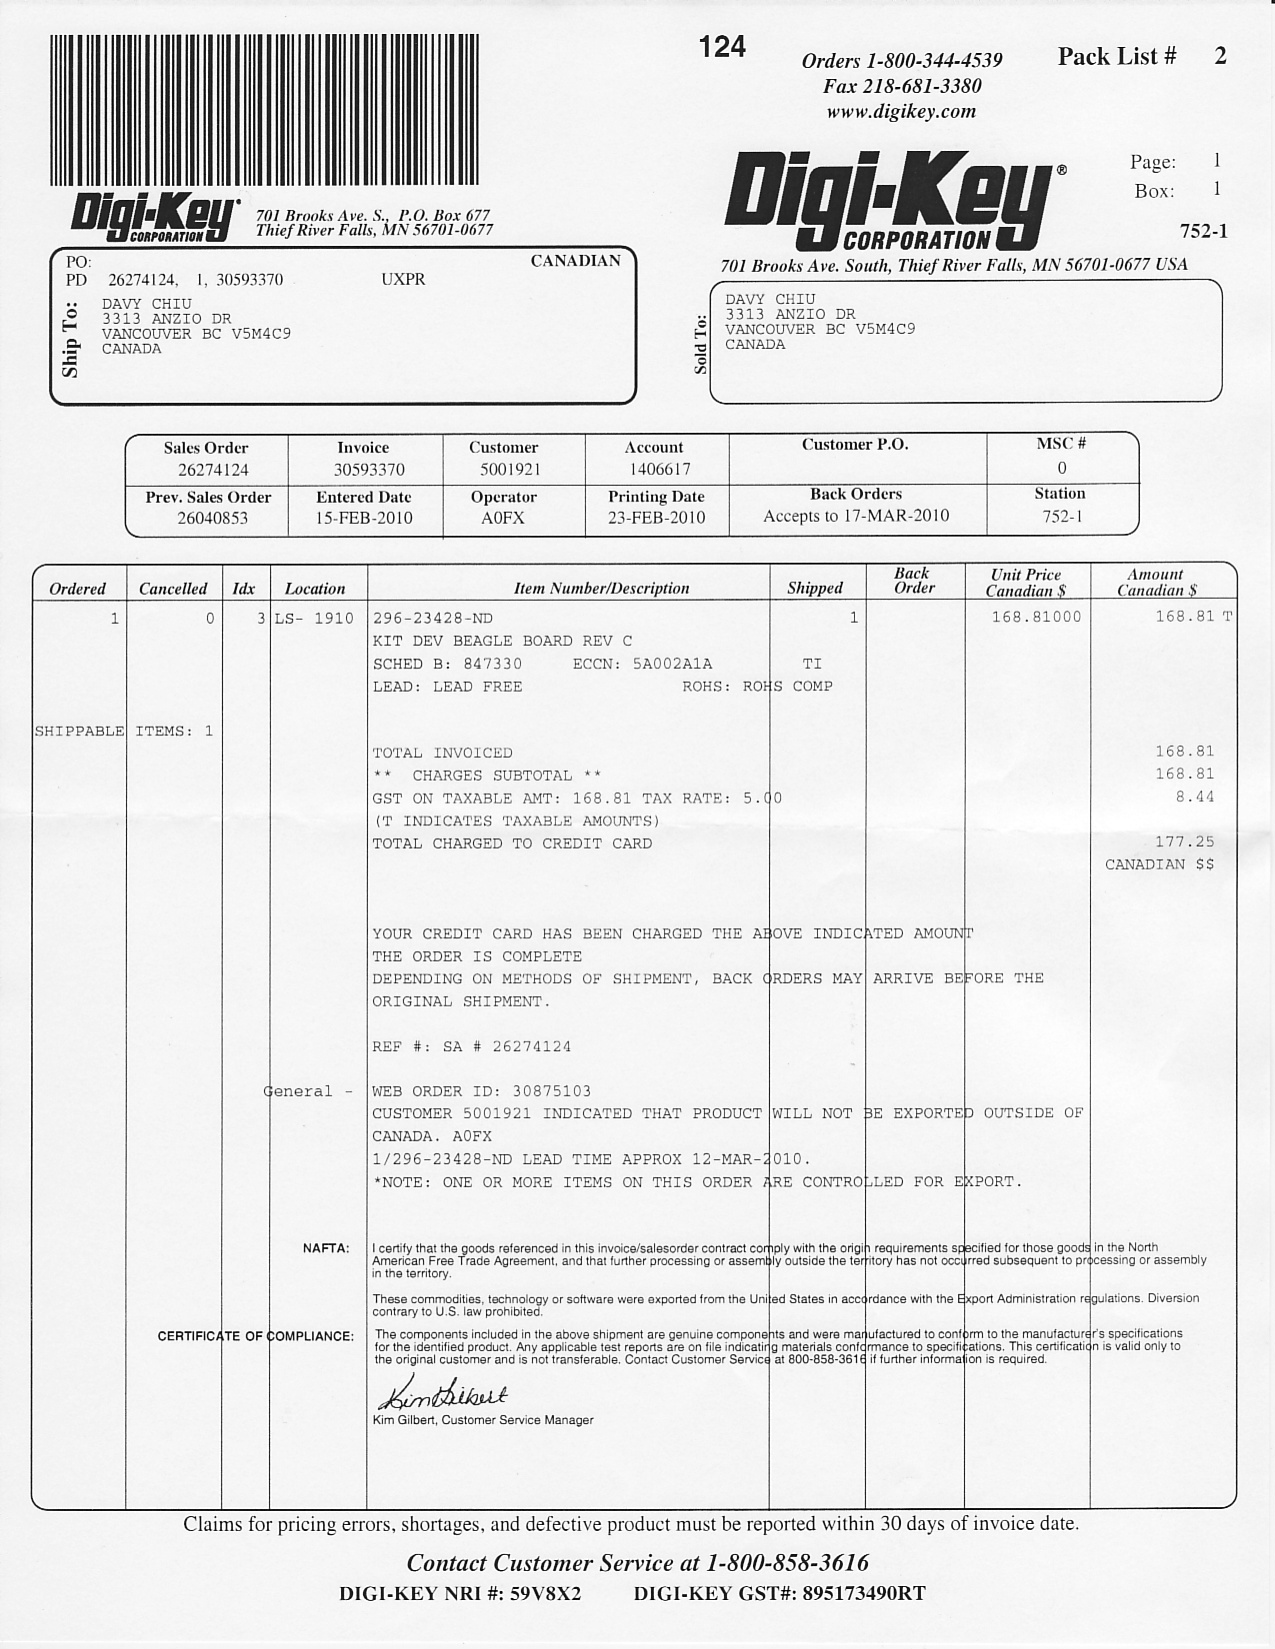 124
Orders 1-800-344-4539
Fax 218-681-3380
www.digikey.com
Pack List # 2
Digi-Key®
CORPORATION
701 Brooks Ave. South, Thief River Falls, MN 56701-0677 USA
Page: 1
Box: 1
752-1
Digi-Key
CORPORATION
701 Brooks Ave. S., P.O. Box 677
Thief River Falls, MN 56701-0677
PO: CANADIAN
PD 26274124, 1, 30593370 UXPR
Ship To:
DAVY CHIU
3313 ANZIO DR
VANCOUVER BC V5M4C9
CANADA
Sold To:
DAVY CHIU
3313 ANZIO DR
VANCOUVER BC V5M4C9
CANADA
Sales Order Invoice Customer Account Customer P.O. MSC #
26274124 30593370 5001921 1406617 0
Prev. Sales Order Entered Date Operator Printing Date Back Orders Station
26040853 15-FEB-2010 A0FX 23-FEB-2010 Accepts to 17-MAR-2010 752-1
Ordered Cancelled Idx Location Item Number/Description Shipped Back Order Unit Price Canadian $ Amount Canadian $
1 0 3 LS- 1910 296-23428-ND 1 168.81000 168.81 T
KIT DEV BEAGLE BOARD REV C
SCHED B: 847330 ECCN: 5A002A1A TI
LEAD: LEAD FREE ROHS: ROHS COMP
SHIPPABLE ITEMS: 1
TOTAL INVOICED 168.81
** CHARGES SUBTOTAL ** 168.81
GST ON TAXABLE AMT: 168.81 TAX RATE: 5.00 8.44
(T INDICATES TAXABLE AMOUNTS)
TOTAL CHARGED TO CREDIT CARD 177.25
CANADIAN $$
YOUR CREDIT CARD HAS BEEN CHARGED THE ABOVE INDICATED AMOUNT
THE ORDER IS COMPLETE
DEPENDING ON METHODS OF SHIPMENT, BACK ORDERS MAY ARRIVE BEFORE THE
ORIGINAL SHIPMENT.
REF #: SA # 26274124
General - WEB ORDER ID: 30875103
CUSTOMER 5001921 INDICATED THAT PRODUCT WILL NOT BE EXPORTED OUTSIDE OF
CANADA. A0FX
1/296-23428-ND LEAD TIME APPROX 12-MAR-2010.
*NOTE: ONE OR MORE ITEMS ON THIS ORDER ARE CONTROLLED FOR EXPORT.
NAFTA: I certify that the goods referenced in this invoice/salesorder contract comply with the origin requirements specified for those goods in the North
American Free Trade Agreement, and that further processing or assembly outside the territory has not occurred subsequent to processing or assembly
in the territory.
These commodities, technology or software were exported from the United States in accordance with the Export Administration regulations. Diversion
contrary to U.S. law prohibited.
CERTIFICATE OF COMPLIANCE: The components included in the above shipment are genuine components and were manufactured to conform to the manufacturer's specifications
for the identified product. Any applicable test reports are on file indicating materials conformance to specifications. This certification is valid only to
the original customer and is not transferable. Contact Customer Service at 800-858-3616 if further information is required.
Kim Gilbert
Kim Gilbert, Customer Service Manager
Claims for pricing errors, shortages, and defective product must be reported within 30 days of invoice date.
Contact Customer Service at 1-800-858-3616
DIGI-KEY NRI #: 59V8X2 DIGI-KEY GST#: 895173490RT